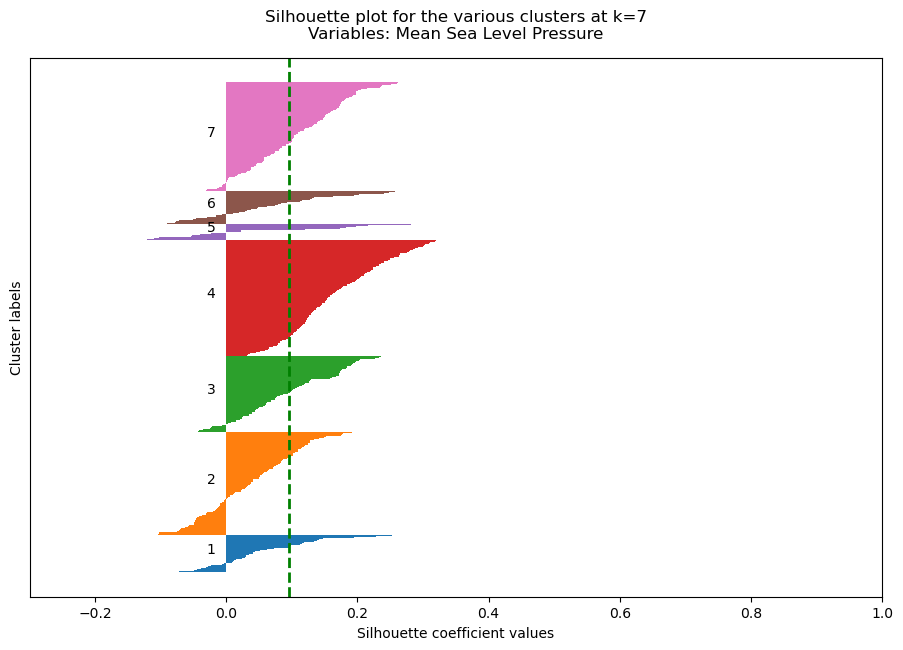 Silhouette plot for the various clusters at k=7
Variables: Mean Sea Level Pressure
7
6
5
4
3
2
1
Cluster labels
−0.2 0.0 0.2 0.4 0.6 0.8 1.0
Silhouette coefficient values